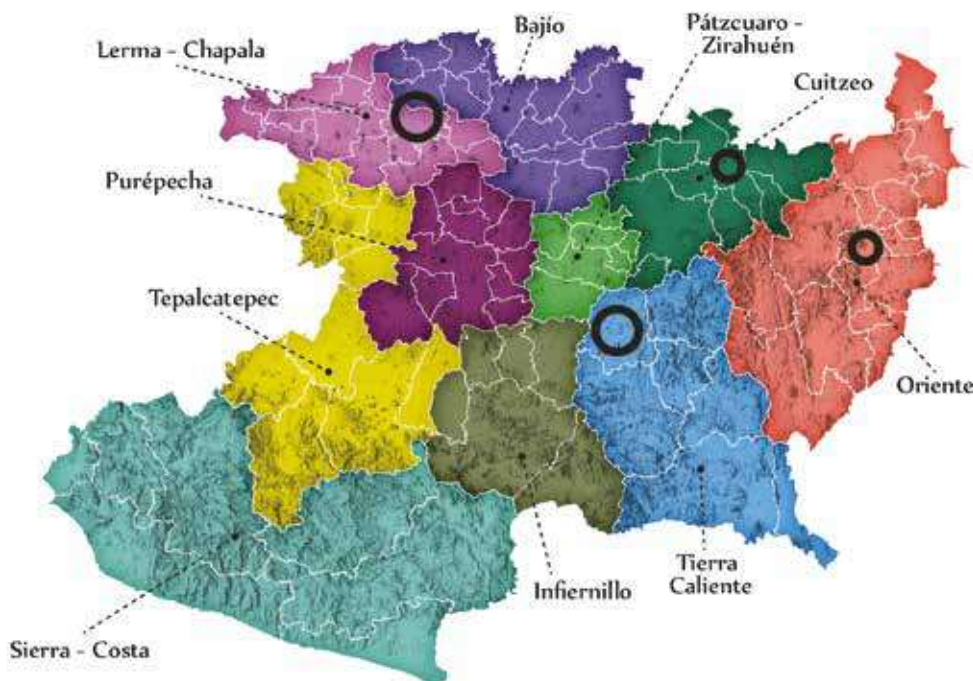 Lerma - Chapala
Bajío
Pátzcuaro -
Zirahuén
Cuitzeo
Purépecha
Tepalcatepec
Oriente
Infiernillo
Tierra
Caliente
Sierra - Costa